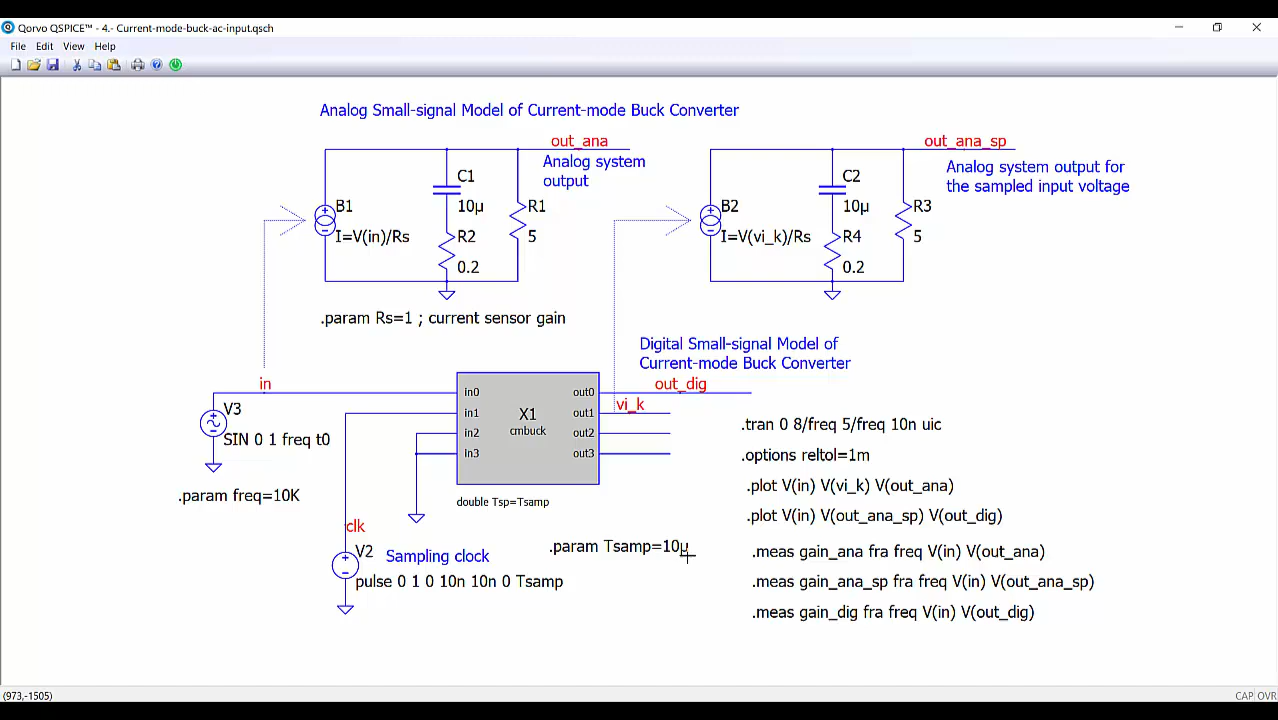 Qorvo QSPICE™ - 4.- Current-mode-buck-ac-input.qsch
File Edit View Help
Analog Small-signal Model of Current-mode Buck Converter
out_ana
Analog system
output
C1
10µ
R1
5
B1
I=V(in)/Rs
R2
0.2
out_ana_sp
Analog system output for
the sampled input voltage
C2
10µ
R3
5
B2
I=V(vi_k)/Rs
R4
0.2
.param Rs=1 ; current sensor gain
Digital Small-signal Model of
Current-mode Buck Converter
in
out_dig
vi_k
in0
in1
in2
in3
X1
cmbuck
out0
out1
out2
out3
double Tsp=Tsamp
V3
SIN 0 1 freq t0
.param freq=10K
clk
V2
Sampling clock
pulse 0 1 0 10n 10n 0 Tsamp
.param Tsamp=10µ
.tran 0 8/freq 5/freq 10n uic
.options reltol=1m
.plot V(in) V(vi_k) V(out_ana)
.plot V(in) V(out_ana_sp) V(out_dig)
.meas gain_ana fra freq V(in) V(out_ana)
.meas gain_ana_sp fra freq V(in) V(out_ana_sp)
.meas gain_dig fra freq V(in) V(out_dig)
(973,-1505)
CAP OVR